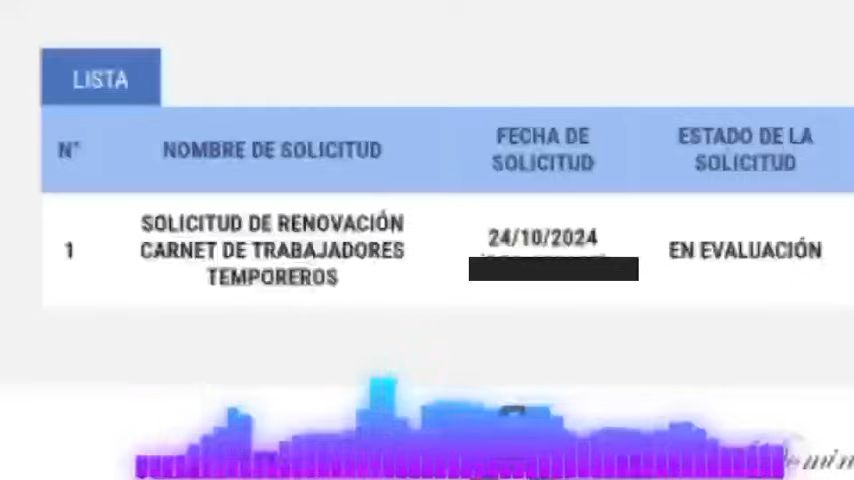 LISTA
N° NOMBRE DE SOLICITUD FECHA DE SOLICITUD ESTADO DE LA SOLICITUD
1 SOLICITUD DE RENOVACIÓN CARNET DE TRABAJADORES TEMPOREROS 24/10/2024 EN EVALUACIÓN